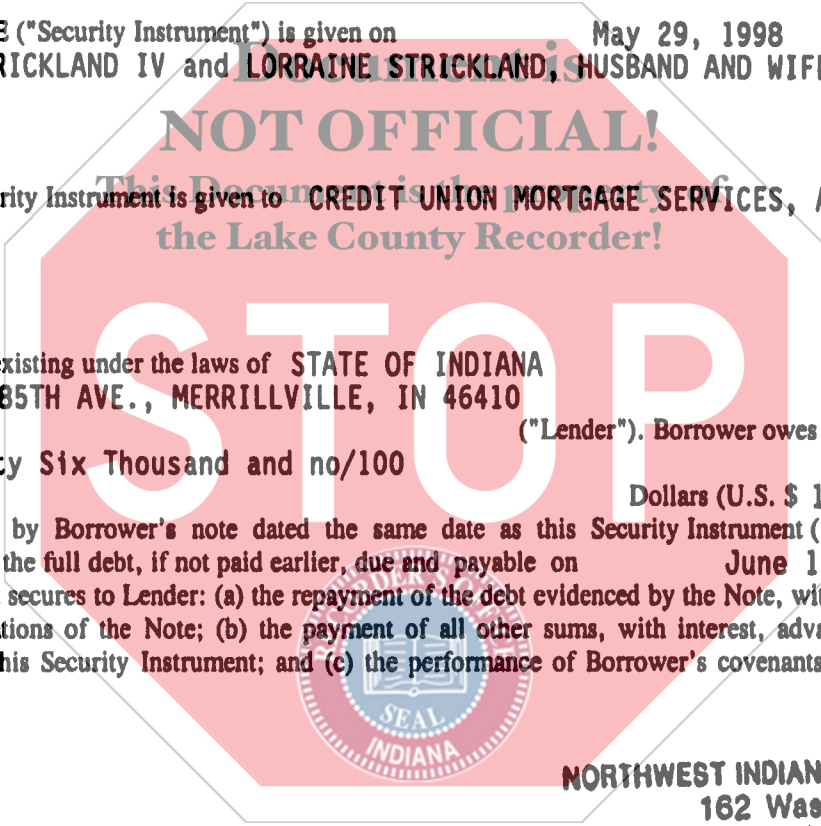 E ("Security Instrument") is given on May 29, 1998
RICKLAND IV and LORRAINE STRICKLAND, HUSBAND AND WIFE
Document is
NOT OFFICIAL!
This Document is the property of
rity Instrument is given to CREDIT UNION MORTGAGE SERVICES, A
the Lake County Recorder!
STOP
existing under the laws of STATE OF INDIANA
85TH AVE., MERRILLVILLE, IN 46410
("Lender"). Borrower owes
ty Six Thousand and no/100
Dollars (U.S. $ 1
by Borrower's note dated the same date as this Security Instrument (
the full debt, if not paid earlier, due and payable on June 1
secures to Lender: (a) the repayment of the debt evidenced by the Note, wit
tions of the Note; (b) the payment of all other sums, with interest, adva
his Security Instrument; and (c) the performance of Borrower's covenants
SEAL
INDIANA
NORTHWEST INDIAN
162 Was